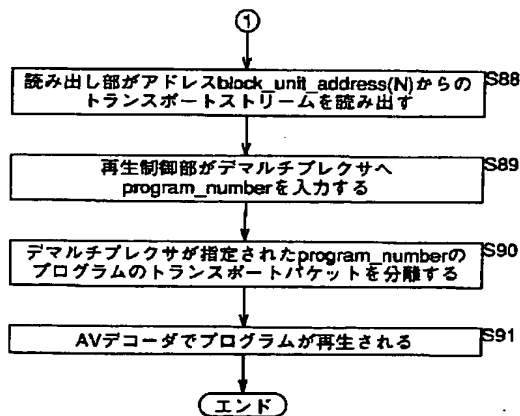 1
読み出し部がアドレスblock_unit_address(N)からの
トランスポートストリームを読み出す
S88
再生制御部がデマルチプレクサへ
program_numberを入力する
S89
デマルチプレクサが指定されたprogram_numberの
プログラムのトランスポートパケットを分離する
S90
AVデコーダでプログラムが再生される
S91
エンド